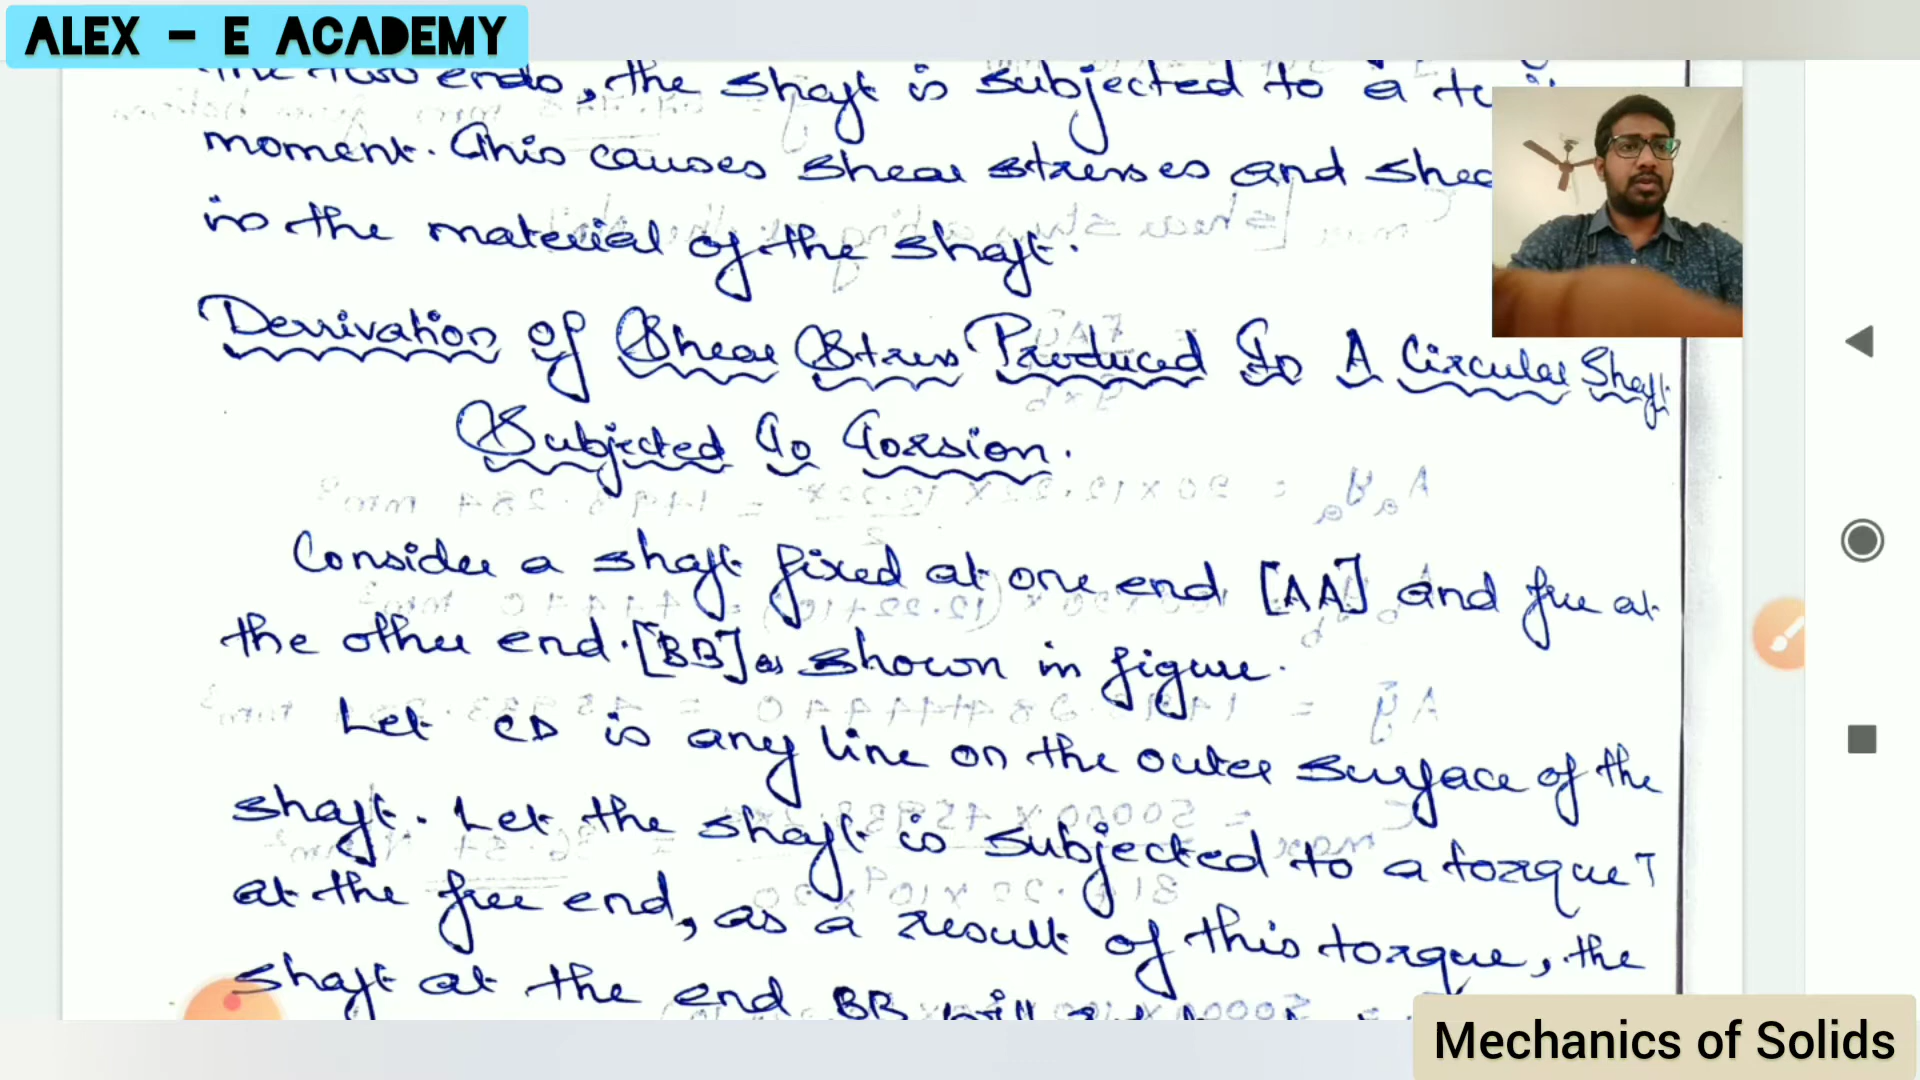 ALEX - E ACADEMY
the two ends, the shaft is subjected to a
moment. This causes shear stresses and
in the material of the shaft.
Derrivation of Shear Stress Produced In A Circular Shaft
Subjected To Torsion.
Consider a shaft fixed at one end [AA] and free at
the other end. [BB] as shown in figure.
Let CD is any line on the outer surface of the
shaft. Let the shaft is subjected to a torque T
at the free end, as a result of this torque, the
shaft at the end BB will
Mechanics of Solids